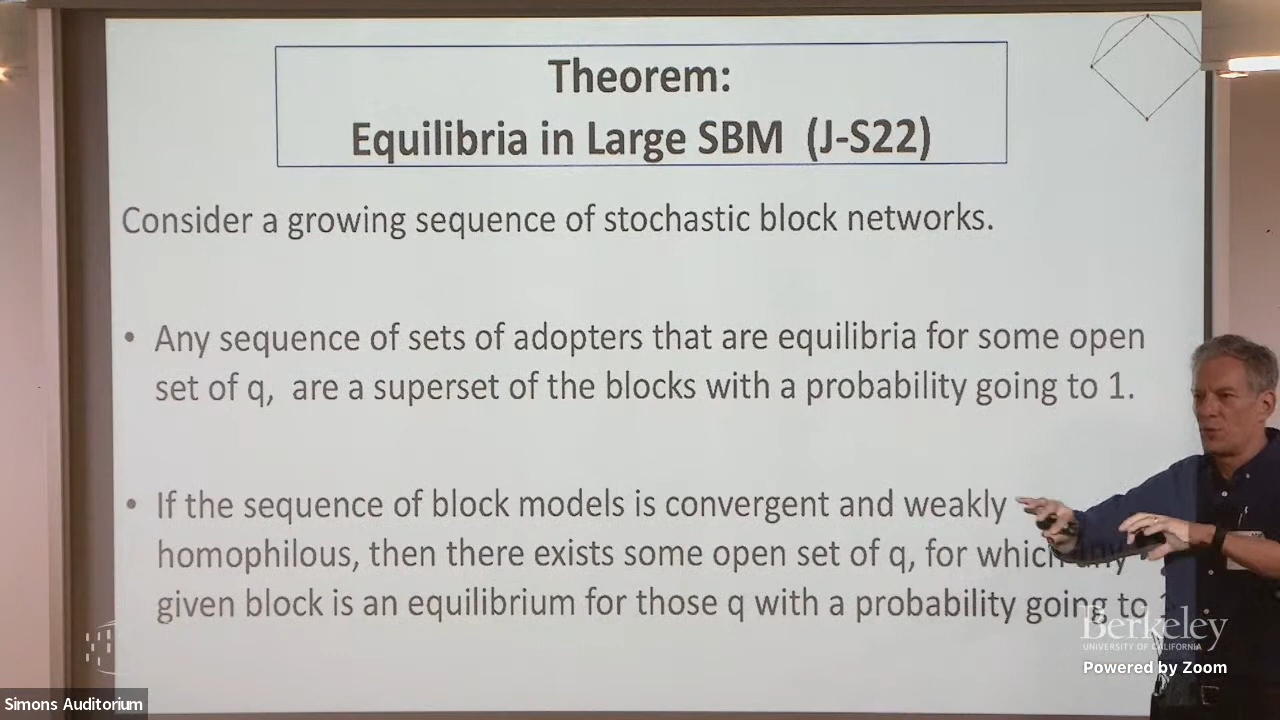 Theorem:
Equilibria in Large SBM (J-S22)
Consider a growing sequence of stochastic block networks.
• Any sequence of sets of adopters that are equilibria for some open
set of q, are a superset of the blocks with a probability going to 1.
• If the sequence of block models is convergent and weakly
homophilous, then there exists some open set of q, for which any
given block is an equilibrium for those q with a probability going to
Berkeley
UNIVERSITY OF CALIFORNIA
Powered by Zoom
Simons Auditorium